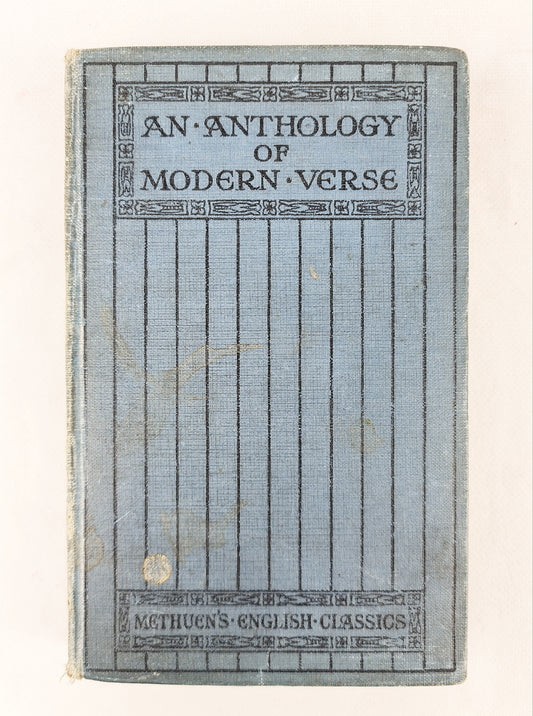 AN·ANTHOLOGY
OF
MODERN·VERSE
METHUEN'S·ENGLISH·CLASSICS